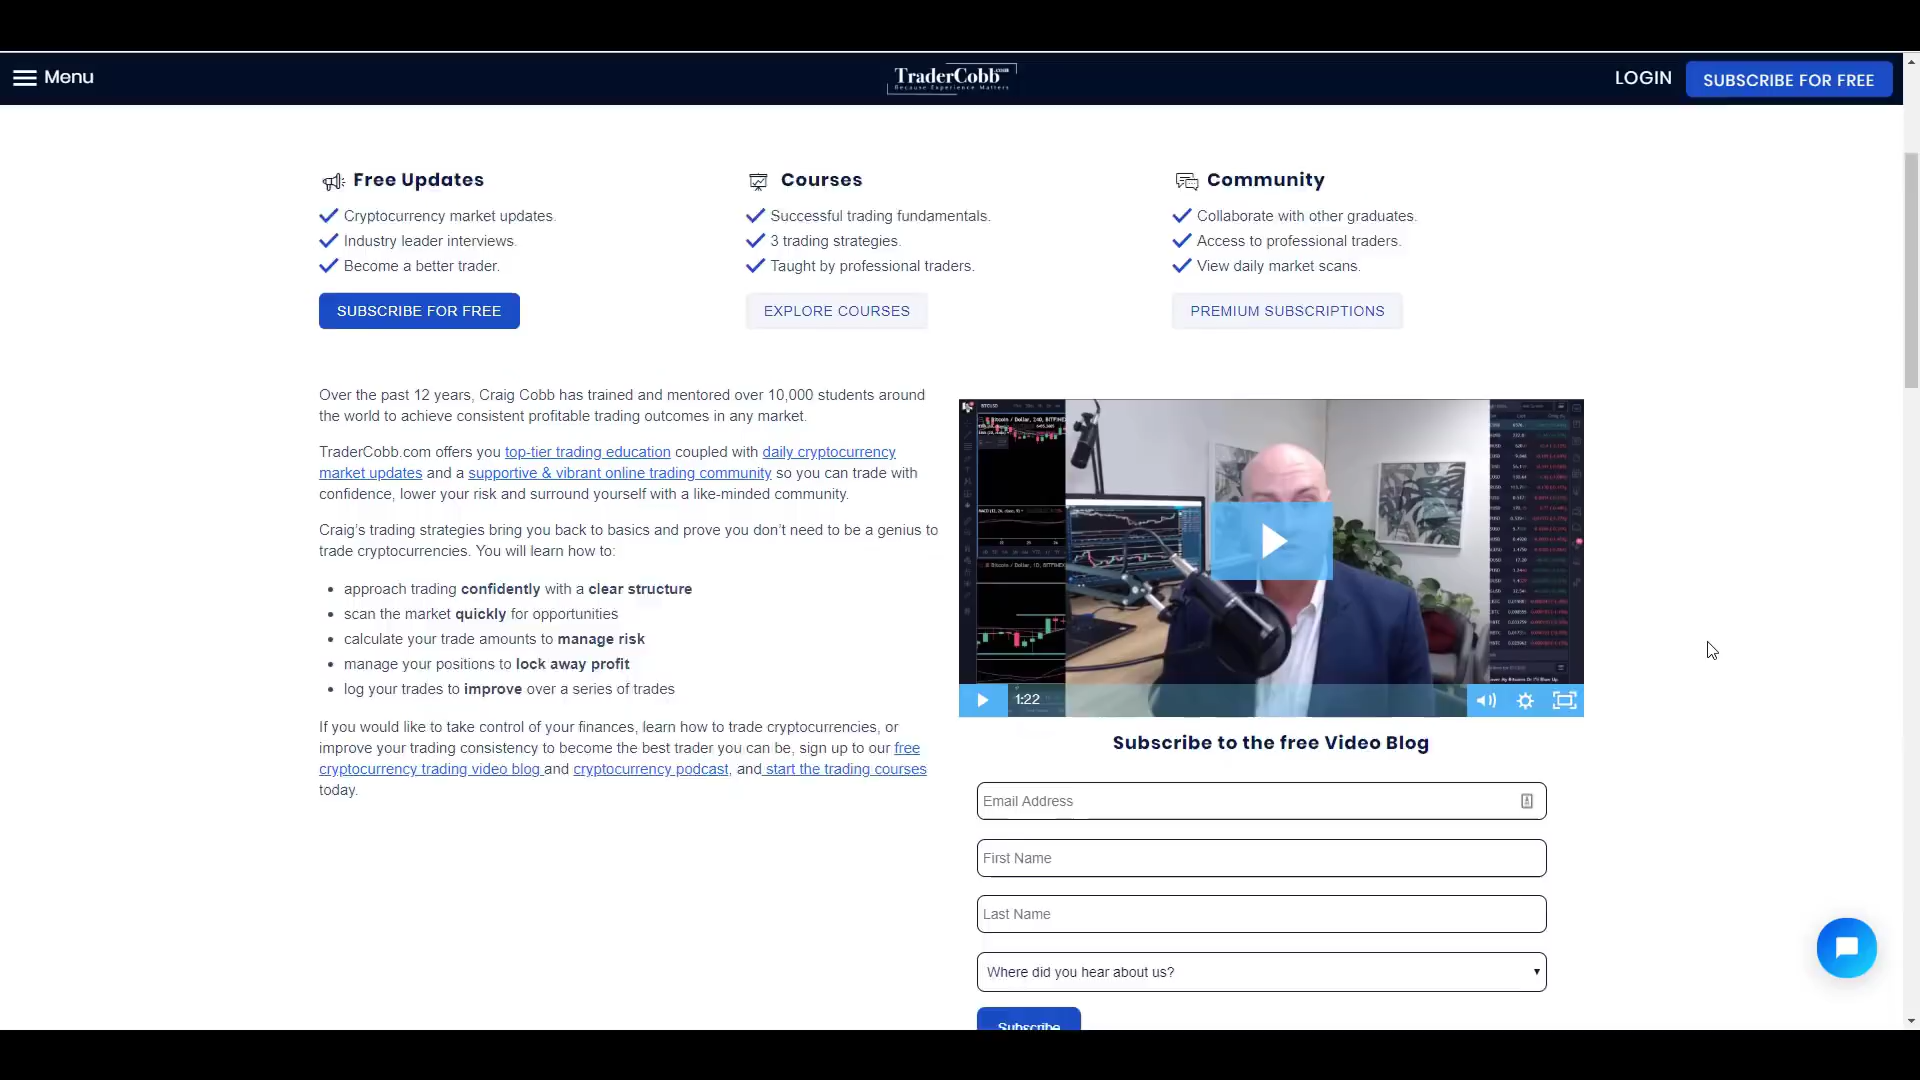 Menu
TraderCobb.com
Because Experience Matters
LOGIN
SUBSCRIBE FOR FREE
Free Updates
Cryptocurrency market updates.
Industry leader interviews.
Become a better trader.
SUBSCRIBE FOR FREE
Courses
Successful trading fundamentals.
3 trading strategies.
Taught by professional traders.
EXPLORE COURSES
Community
Collaborate with other graduates.
Access to professional traders.
View daily market scans.
PREMIUM SUBSCRIPTIONS
Over the past 12 years, Craig Cobb has trained and mentored over 10,000 students around
the world to achieve consistent profitable trading outcomes in any market.
TraderCobb.com offers you top-tier trading education coupled with daily cryptocurrency
market updates and a supportive & vibrant online trading community so you can trade with
confidence, lower your risk and surround yourself with a like-minded community.
Craig’s trading strategies bring you back to basics and prove you don’t need to be a genius to
trade cryptocurrencies. You will learn how to:
approach trading confidently with a clear structure
scan the market quickly for opportunities
calculate your trade amounts to manage risk
manage your positions to lock away profit
log your trades to improve over a series of trades
If you would like to take control of your finances, learn how to trade cryptocurrencies, or
improve your trading consistency to become the best trader you can be, sign up to our free
cryptocurrency trading video blog and cryptocurrency podcast, and start the trading courses
today.
1:22
Subscribe to the free Video Blog
Email Address
First Name
Last Name
Where did you hear about us?
Subscribe